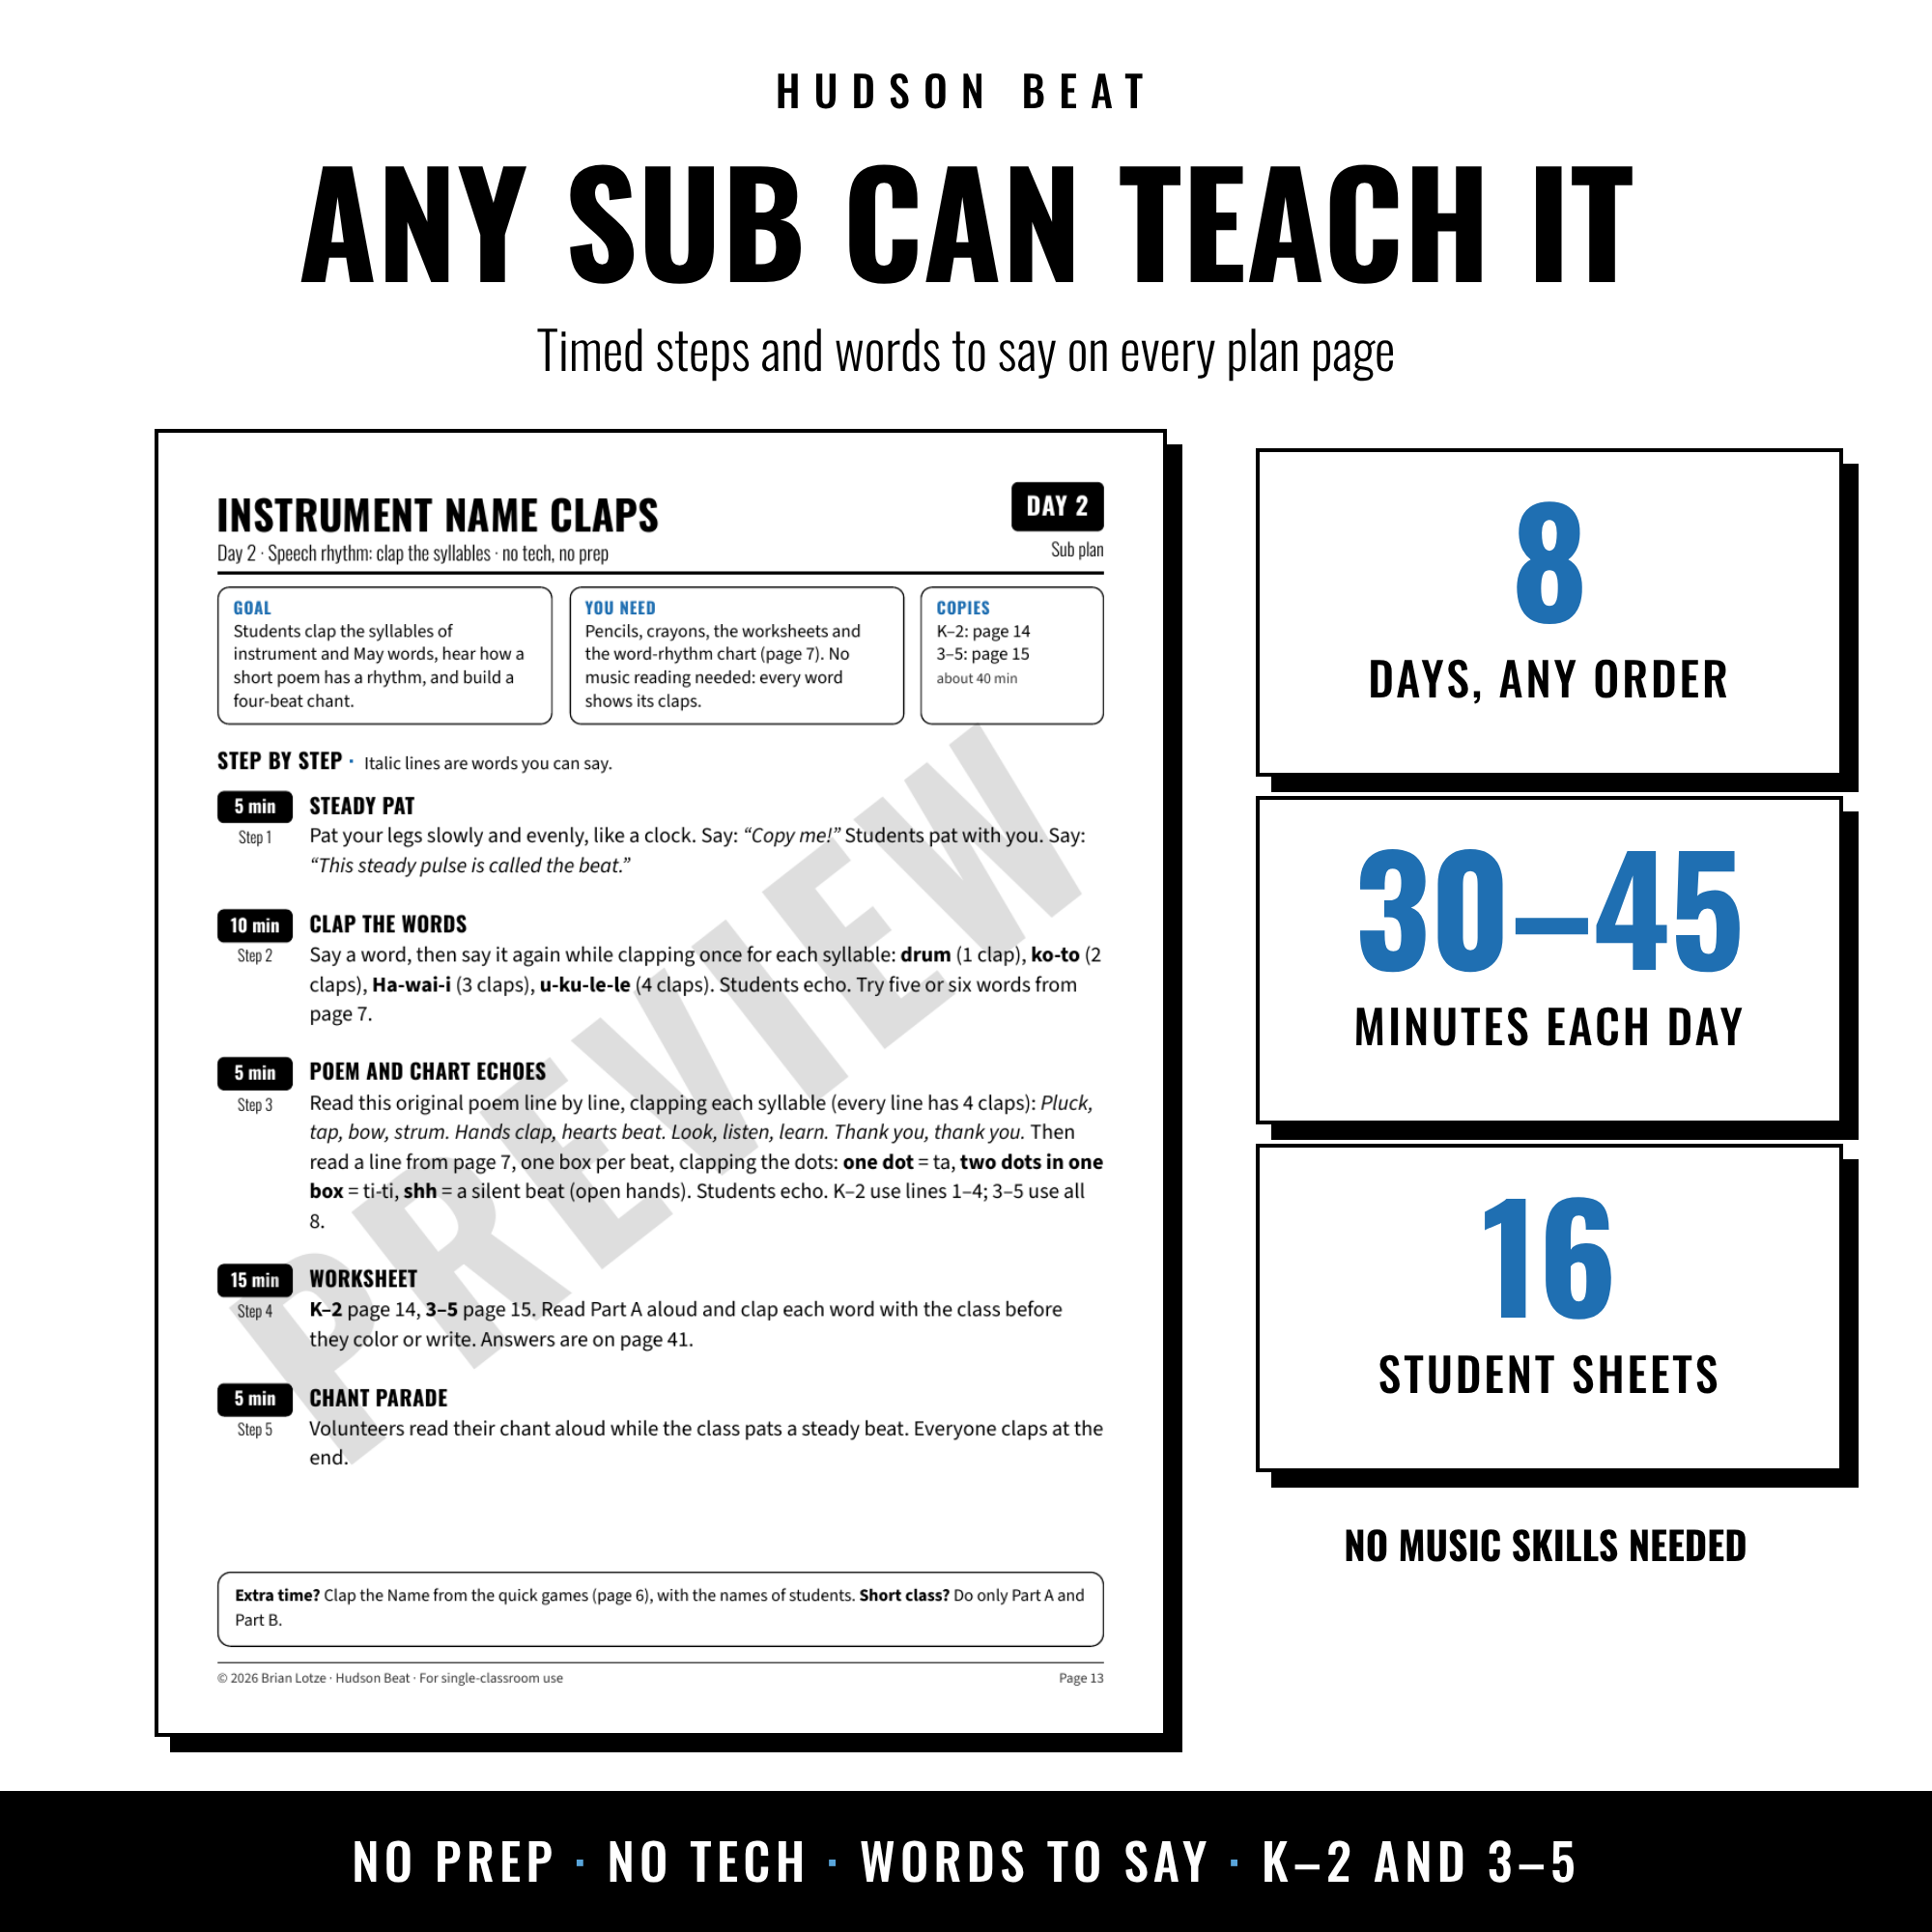 HUDSON BEAT
ANY SUB CAN TEACH IT
Timed steps and words to say on every plan page
INSTRUMENT NAME CLAPS
DAY 2
Day 2 · Speech rhythm: clap the syllables · no tech, no prep
Sub plan
GOAL
Students clap the syllables of
instrument and May words, hear how a
short poem has a rhythm, and build a
four-beat chant.
YOU NEED
Pencils, crayons, the worksheets and
the word-rhythm chart (page 7). No
music reading needed: every word
shows its claps.
COPIES
K–2: page 14
3–5: page 15
about 40 min
STEP BY STEP · Italic lines are words you can say.
5 min
Step 1
STEADY PAT
Pat your legs slowly and evenly, like a clock. Say: “Copy me!” Students pat with you. Say:
“This steady pulse is called the beat.”
10 min
Step 2
CLAP THE WORDS
Say a word, then say it again while clapping once for each syllable: drum (1 clap), ko-to (2
claps), Ha-wai-i (3 claps), u-ku-le-le (4 claps). Students echo. Try five or six words from
page 7.
5 min
Step 3
POEM AND CHART ECHOES
Read this original poem line by line, clapping each syllable (every line has 4 claps): Pluck,
tap, bow, strum. Hands clap, hearts beat. Look, listen, learn. Thank you, thank you. Then
read a line from page 7, one box per beat, clapping the dots: one dot = ta, two dots in one
box = ti-ti, shh = a silent beat (open hands). Students echo. K–2 use lines 1–4; 3–5 use all
8.
15 min
Step 4
WORKSHEET
K–2 page 14, 3–5 page 15. Read Part A aloud and clap each word with the class before
they color or write. Answers are on page 41.
5 min
Step 5
CHANT PARADE
Volunteers read their chant aloud while the class pats a steady beat. Everyone claps at the
end.
Extra time? Clap the Name from the quick games (page 6), with the names of students. Short class? Do only Part A and
Part B.
© 2026 Brian Lotze · Hudson Beat · For single-classroom use
Page 13
PREVIEW
8
DAYS, ANY ORDER
30–45
MINUTES EACH DAY
16
STUDENT SHEETS
NO MUSIC SKILLS NEEDED
NO PREP · NO TECH · WORDS TO SAY · K–2 AND 3–5